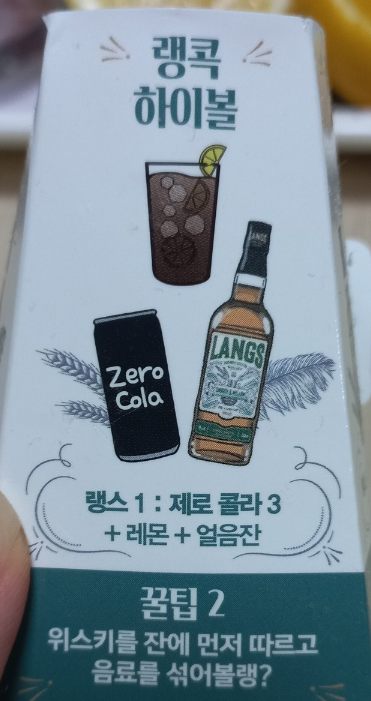 랭콕
하이볼
LANGS
LANGS
Zero
Cola
랭스 1 : 제로 콜라 3
+ 레몬 + 얼음잔
꿀팁 2
위스키를 잔에 먼저 따르고
음료를 섞어볼랭?